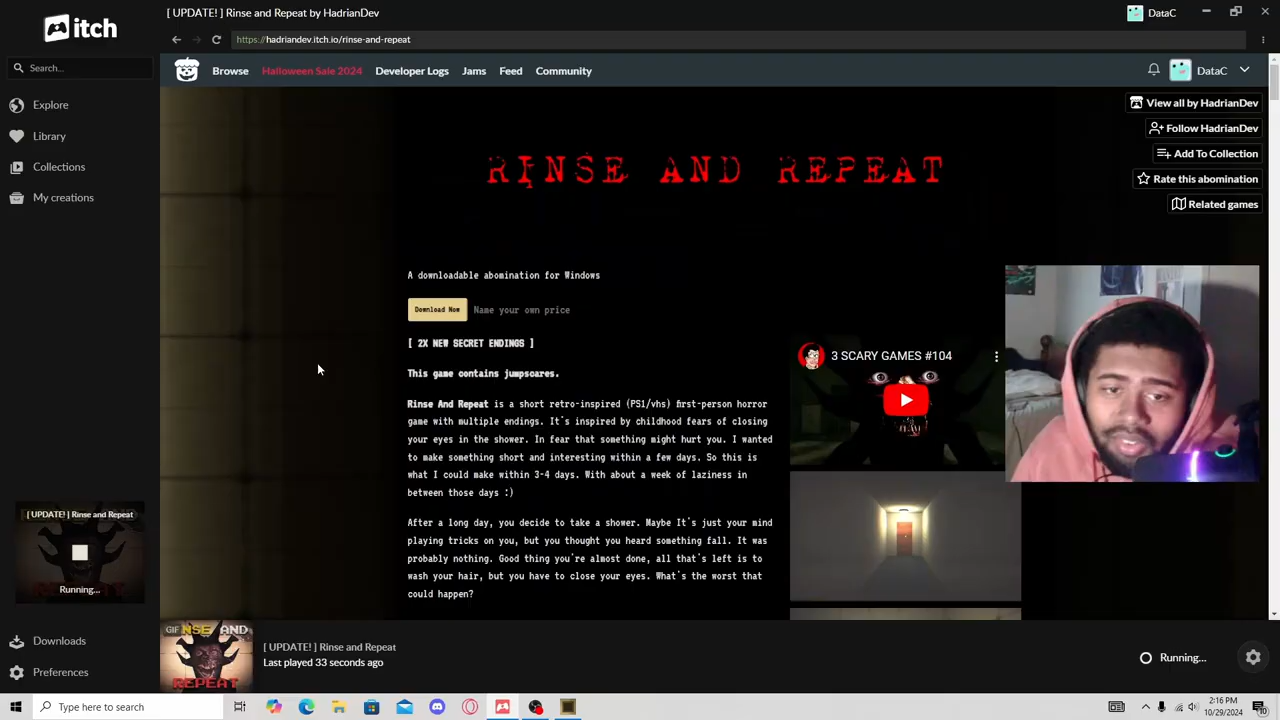 itch
[ UPDATE! ] Rinse and Repeat by HadrianDev
DataC
https://hadriandev.itch.io/rinse-and-repeat
Search...
Browse
Halloween Sale 2024
Developer Logs
Jams
Feed
Community
DataC
Explore
Library
Collections
My creations
View all by HadrianDev
Follow HadrianDev
Add To Collection
Rate this abomination
Related games
RINSE AND REPEAT
A downloadable abomination for Windows
Download Now
Name your own price
[ 2X NEW SECRET ENDINGS ]
This game contains jumpscares.
Rinse And Repeat is a short retro-inspired (PS1/vhs) first-person horror
game with multiple endings. It's inspired by childhood fears of closing
your eyes in the shower. In fear that something might hurt you. I wanted
to make something short and interesting within a few days. So this is
what I could make within 3-4 days. With about a week of laziness in
between those days :)
After a long day, you decide to take a shower. Maybe It's just your mind
playing tricks on you, but you thought you heard something fall. It was
probably nothing. Good thing you're almost done, all that's left is to
wash your hair, but you have to close your eyes. What's the worst that
could happen?
3 SCARY GAMES #104
[ UPDATE! ] Rinse and Repeat
Running...
Downloads
Preferences
GIF
NSE AND
REPEAT
[ UPDATE! ] Rinse and Repeat
Last played 33 seconds ago
Running...
Type here to search
2:16 PM
10/29/2024
10